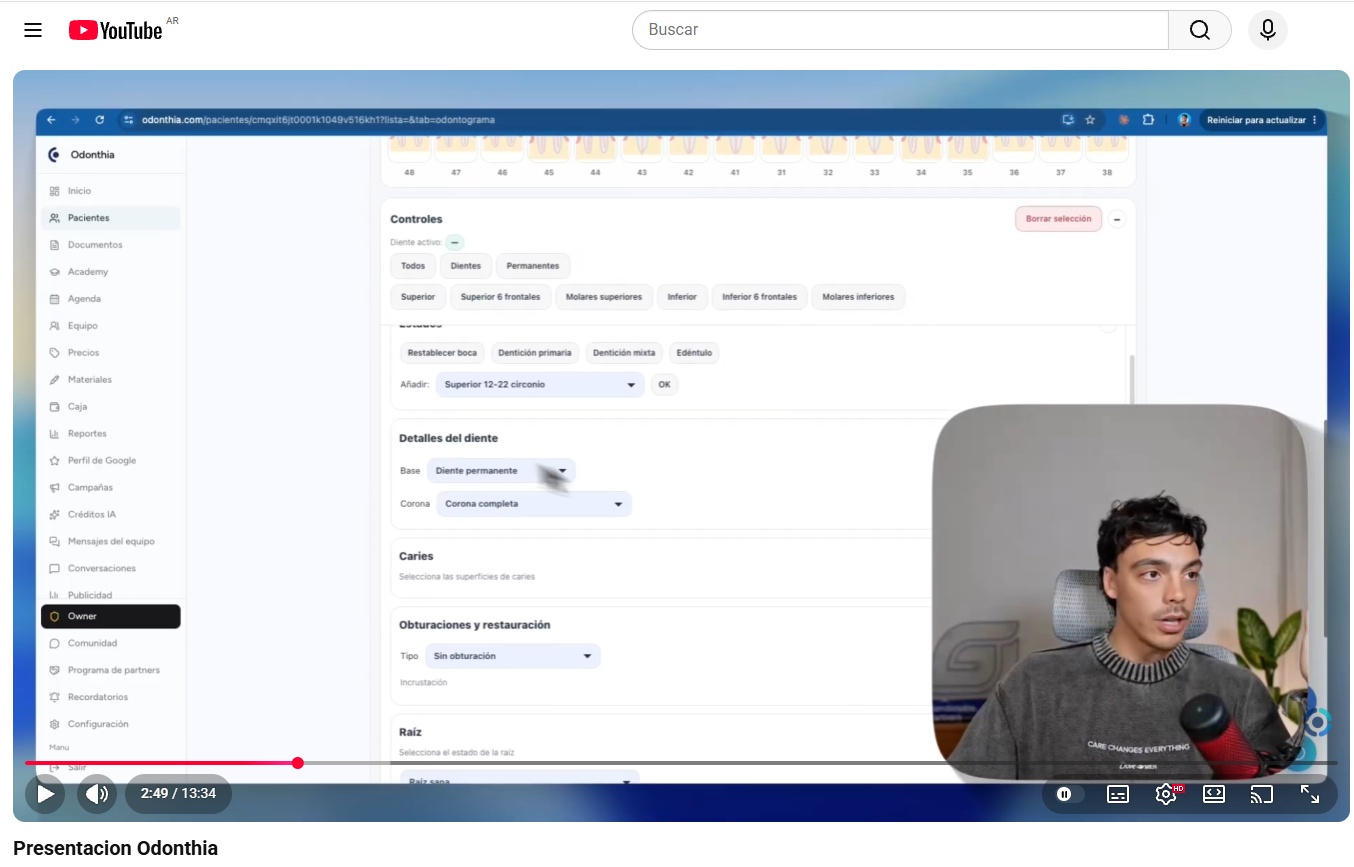 YouTube AR
Buscar
odonthia.com/pacientes/cmqxit6jt0001k1049v516kh1?lista=&tab=odontograma
Reiniciar para actualizar
Odonthia
Inicio
Pacientes
Documentos
Academy
Agenda
Equipo
Precios
Materiales
Caja
Reportes
Perfil de Google
Campañas
Créditos IA
Mensajes del equipo
Conversaciones
Publicidad
Owner
Comunidad
Programa de partners
Recordatorios
Configuración
Manu
Salir
48 47 46 45 44 43 42 41 31 32 33 34 35 36 37 38
Controles
Borrar selección
Diente activo: –
Todos Dientes Permanentes
Superior Superior 6 frontales Molares superiores Inferior Inferior 6 frontales Molares inferiores
Estados
Restablecer boca Dentición primaria Dentición mixta Edéntulo
Añadir: Superior 12-22 circonio OK
Detalles del diente
Base Diente permanente
Corona Corona completa
Caries
Selecciona las superficies de caries
Obturaciones y restauración
Tipo Sin obturación
Incrustación
Raíz
Selecciona el estado de la raíz
Raíz sana
CARE CHANGES EVERYTHING
2:49 / 13:34
HD
Presentacion Odonthia